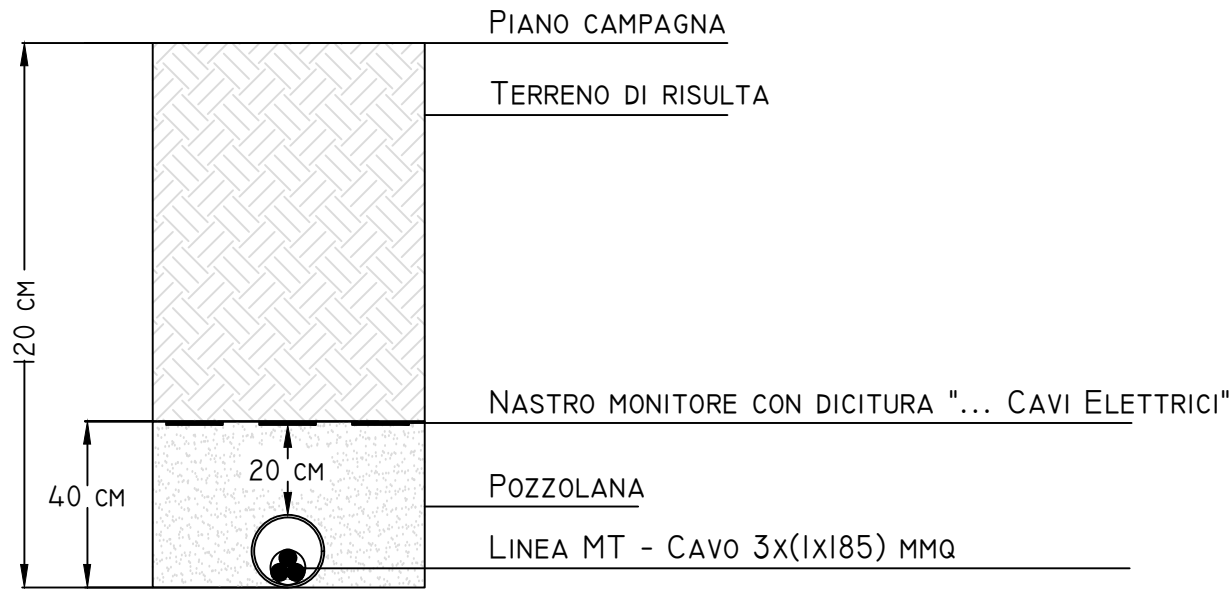 PIANO CAMPAGNA
TERRENO DI RISULTA
120 CM
NASTRO MONITORE CON DICITURA "... CAVI ELETTRICI"
20 CM
40 CM
POZZOLANA
LINEA MT - CAVO 3X(1X185) MMQ